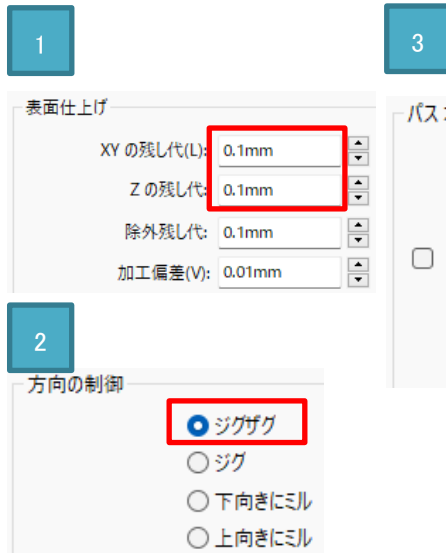 1
表面仕上げ
XY の残し代(L): 0.1mm
Z の残し代: 0.1mm
除外残し代: 0.1mm
加工偏差(V): 0.01mm
2
方向の制御
ジグザグ
ジグ
下向きにミル
上向きにミル
3
パス